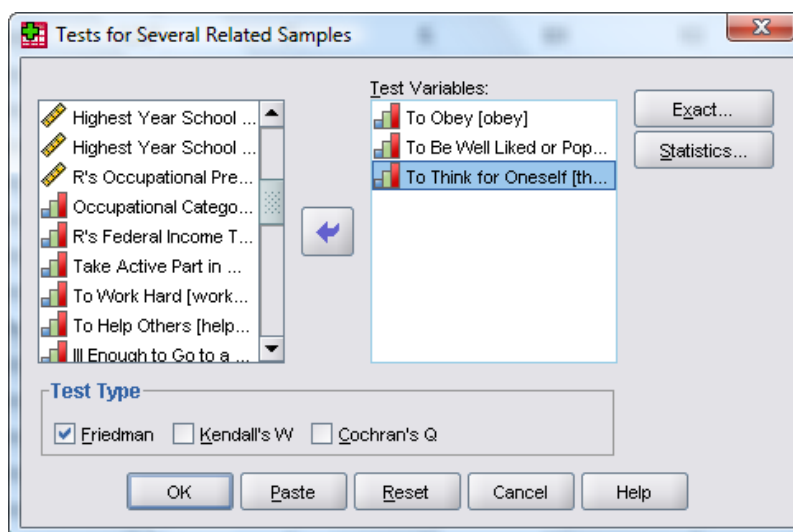 Tests for Several Related Samples
Highest Year School ...
Highest Year School ...
R's Occupational Pre...
Occupational Catego...
R's Federal Income T...
Take Active Part in ...
To Work Hard [work...
To Help Others [help...
Ill Enough to Go to a ...
Test Variables:
To Obey [obey]
To Be Well Liked or Pop...
To Think for Oneself [th...
Exact...
Statistics...
Test Type
Friedman
Kendall's W
Cochran's Q
OK
Paste
Reset
Cancel
Help